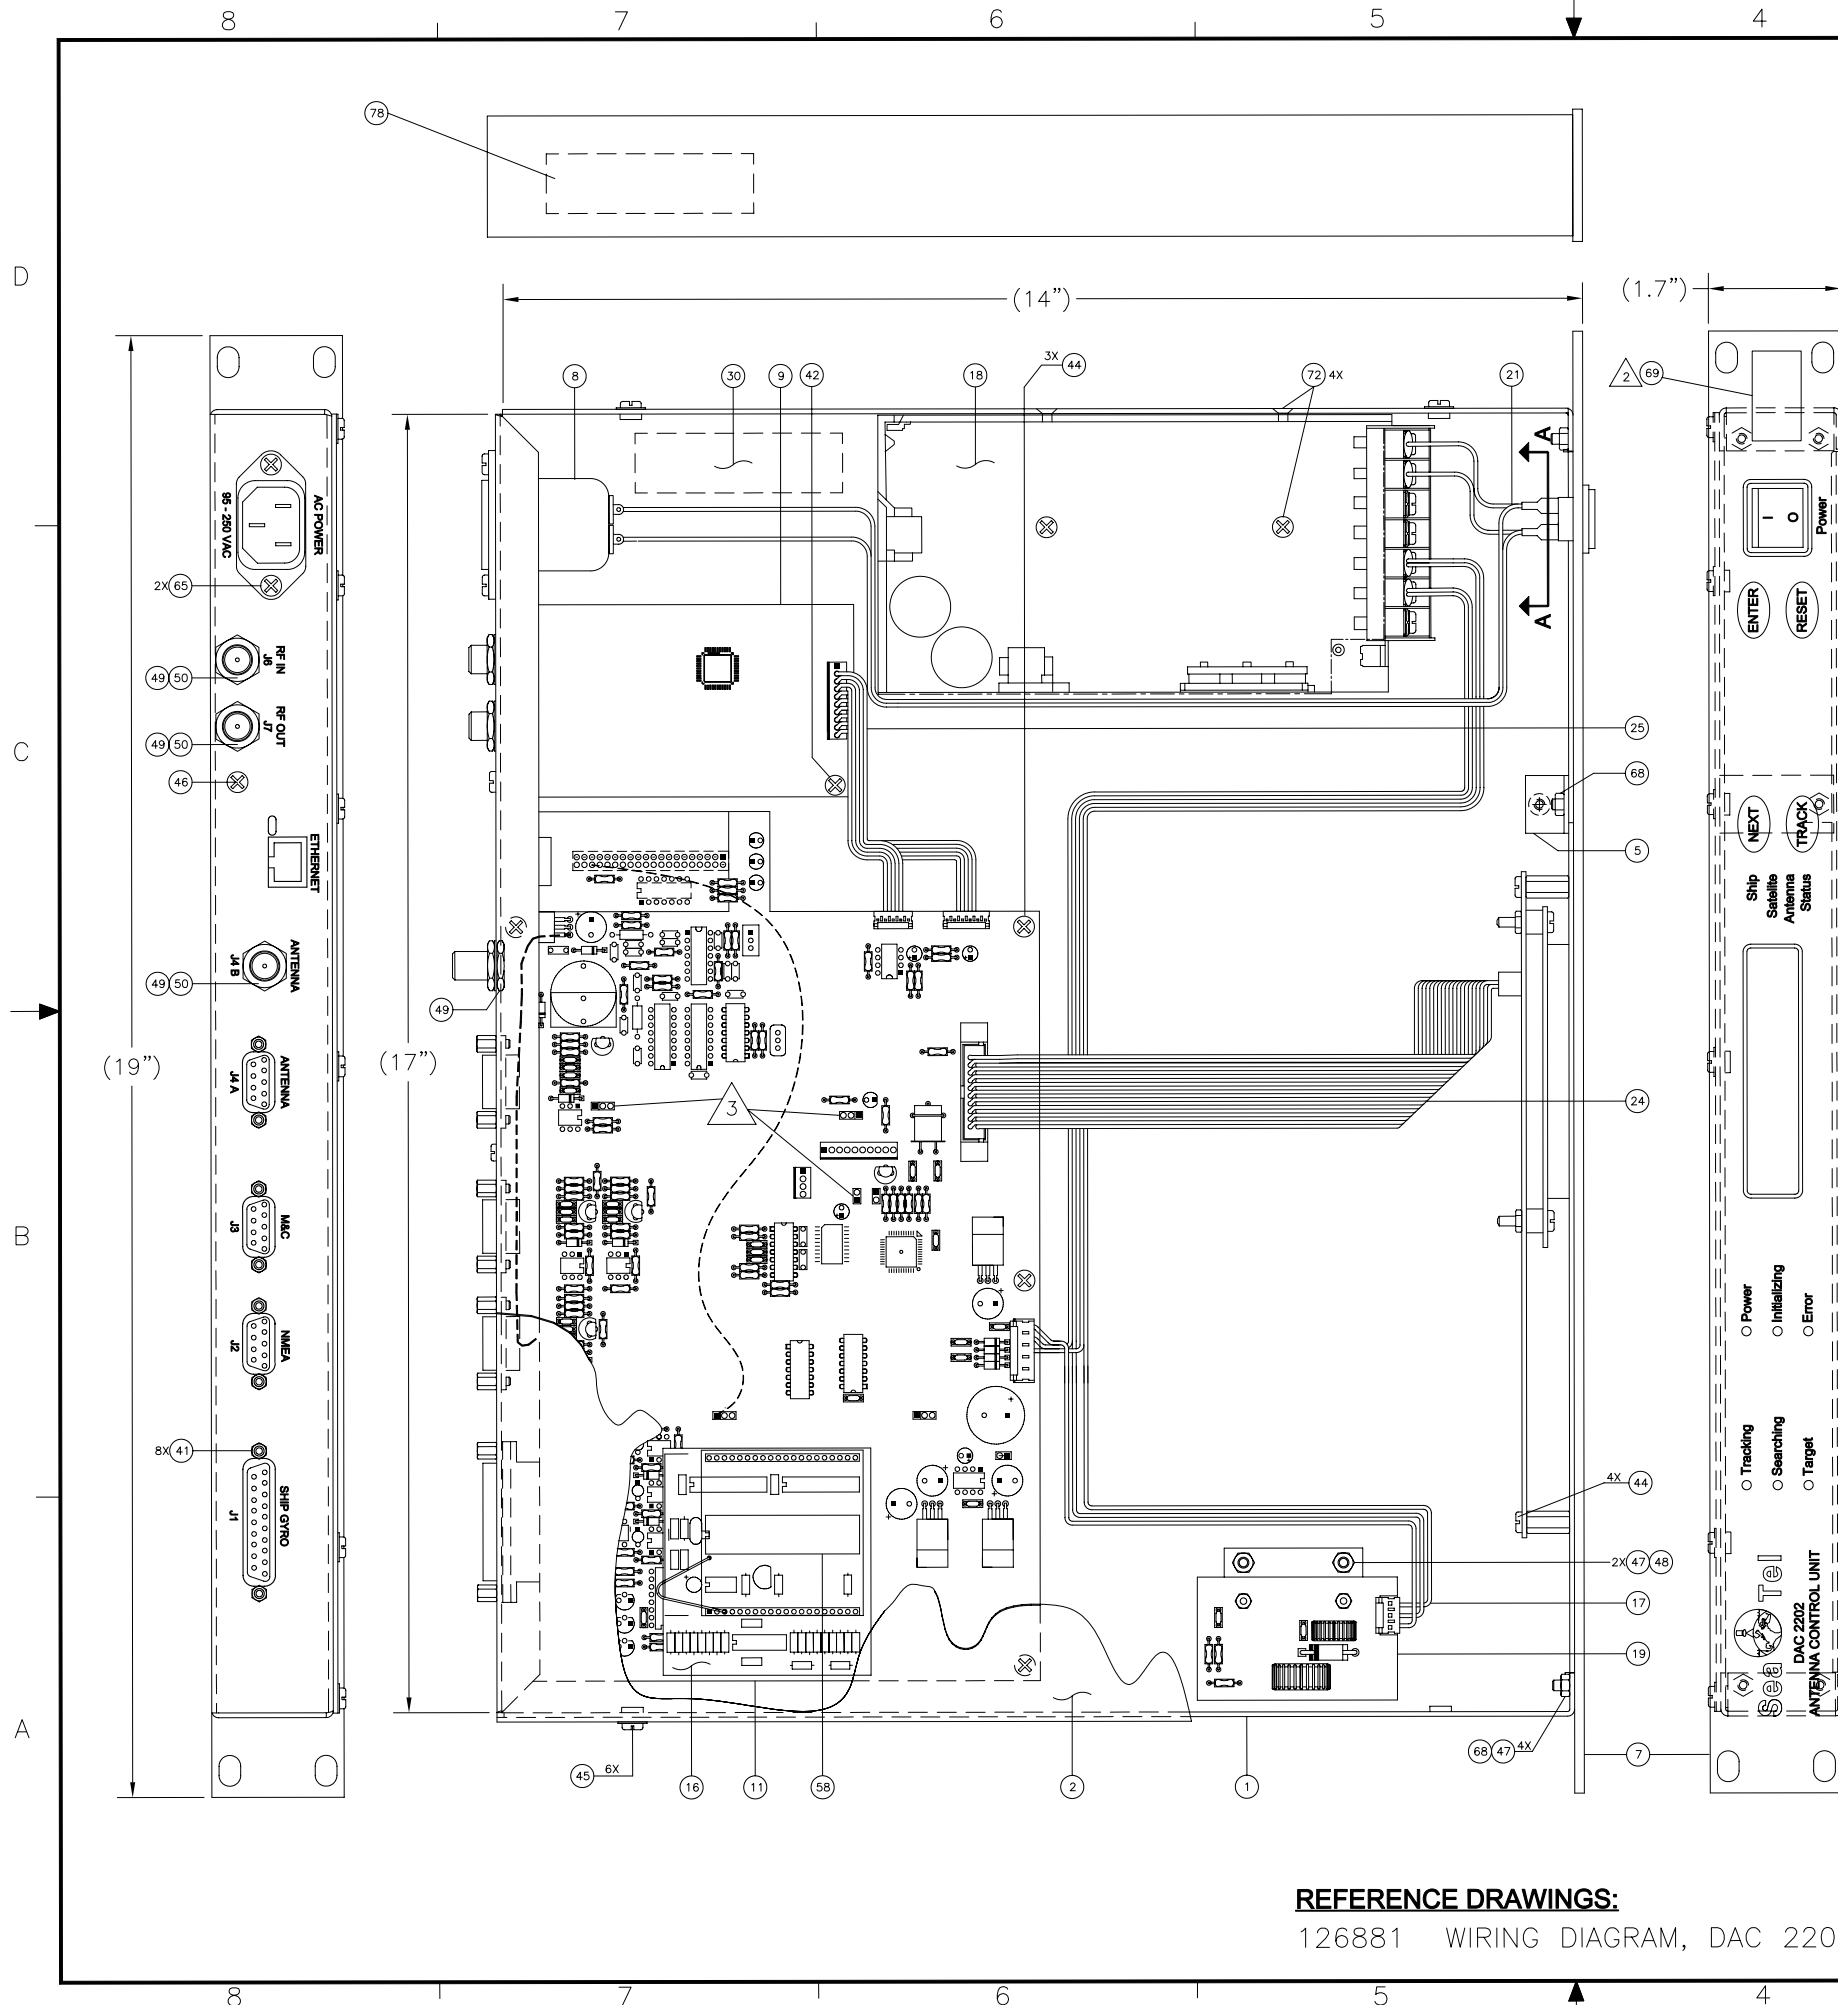 8 7 6 5 4
78
D
(14") (1.7")
3X 44
8 30 9 42 18 72 4X 21 2 69
A
AC POWER
95 - 250 VAC
I O
Power
2X 65
A
ENTER RESET
RF IN
J6
49 50
RF OUT
J7
49 50
25
C
46
68
NEXT TRACK
5
ETHERNET
Ship
Satelite
Antenna
Status
ANTENNA
J4 B
49 50
49
(19") (17")
ANTENNA
J4 A
3
24
B
M&C
J3
NMEA
J2
Power
Initializing
Error
8X 41
SHIP GYRO
J1
Tracking
Searching
Target
4X 44
2X 47 48
17
19
Sea Tel
DAC 2202
ANTENNA CONTROL UNIT
A
45 6X
16 11 58 2 1
68 47 4X
7
REFERENCE DRAWINGS:
126881 WIRING DIAGRAM, DAC 220
8 7 6 5 4